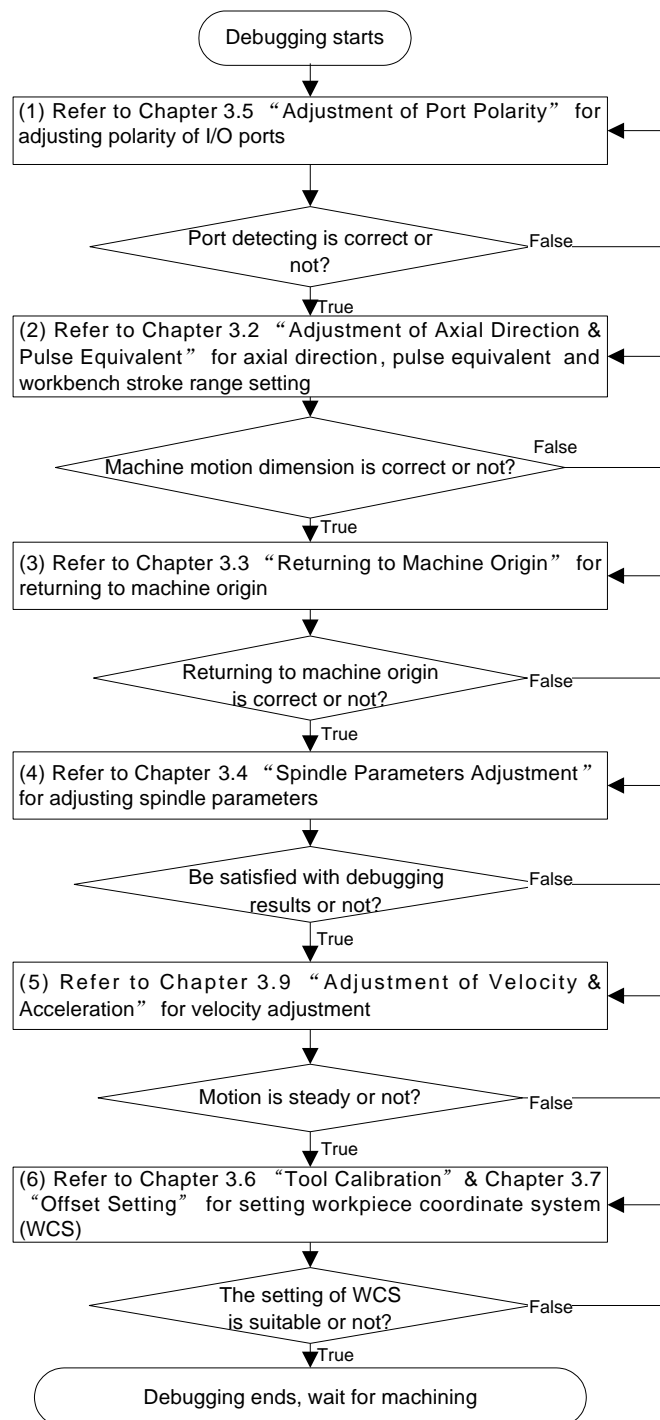 Debugging starts
(1) Refer to Chapter 3.5 “Adjustment of Port Polarity” for
adjusting polarity of I/O ports
Port detecting is correct or
not?
False
True
(2) Refer to Chapter 3.2 “Adjustment of Axial Direction &
Pulse Equivalent” for axial direction, pulse equivalent and
workbench stroke range setting
False
Machine motion dimension is correct or not?
True
(3) Refer to Chapter 3.3 “Returning to Machine Origin” for
returning to machine origin
Returning to machine origin
is correct or not?
False
True
(4) Refer to Chapter 3.4 “Spindle Parameters Adjustment”
for adjusting spindle parameters
Be satisfied with debugging
results or not?
False
True
(5) Refer to Chapter 3.9 “Adjustment of Velocity &
Acceleration” for velocity adjustment
Motion is steady or not?
False
True
(6) Refer to Chapter 3.6 “Tool Calibration” & Chapter 3.7
“Offset Setting” for setting workpiece coordinate system
(WCS)
The setting of WCS
is suitable or not?
False
True
Debugging ends, wait for machining